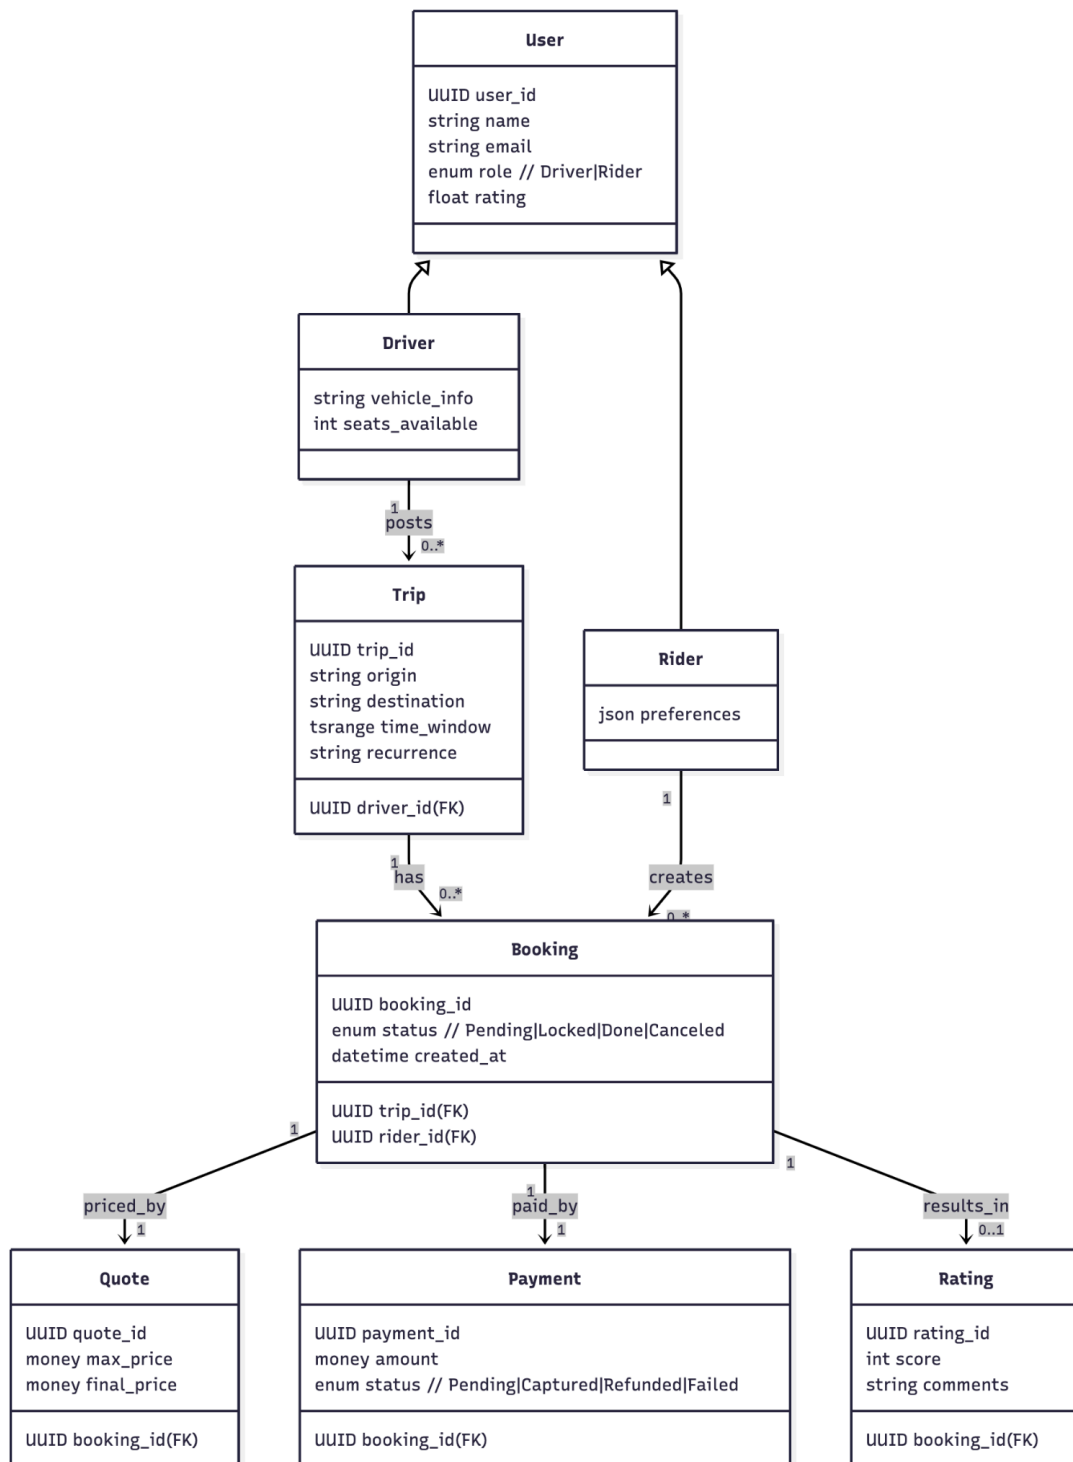 User
UUID user_id
string name
string email
enum role // Driver|Rider
float rating
Driver
string vehicle_info
int seats_available
1
posts
0..*
Trip
UUID trip_id
string origin
string destination
tsrange time_window
string recurrence
UUID driver_id(FK)
Rider
json preferences
1
has
0..*
1
creates
0..*
Booking
UUID booking_id
enum status // Pending|Locked|Done|Canceled
datetime created_at
UUID trip_id(FK)
UUID rider_id(FK)
1
priced_by
1
1
paid_by
1
1
results_in
0..1
Quote
UUID quote_id
money max_price
money final_price
UUID booking_id(FK)
Payment
UUID payment_id
money amount
enum status // Pending|Captured|Refunded|Failed
UUID booking_id(FK)
Rating
UUID rating_id
int score
string comments
UUID booking_id(FK)